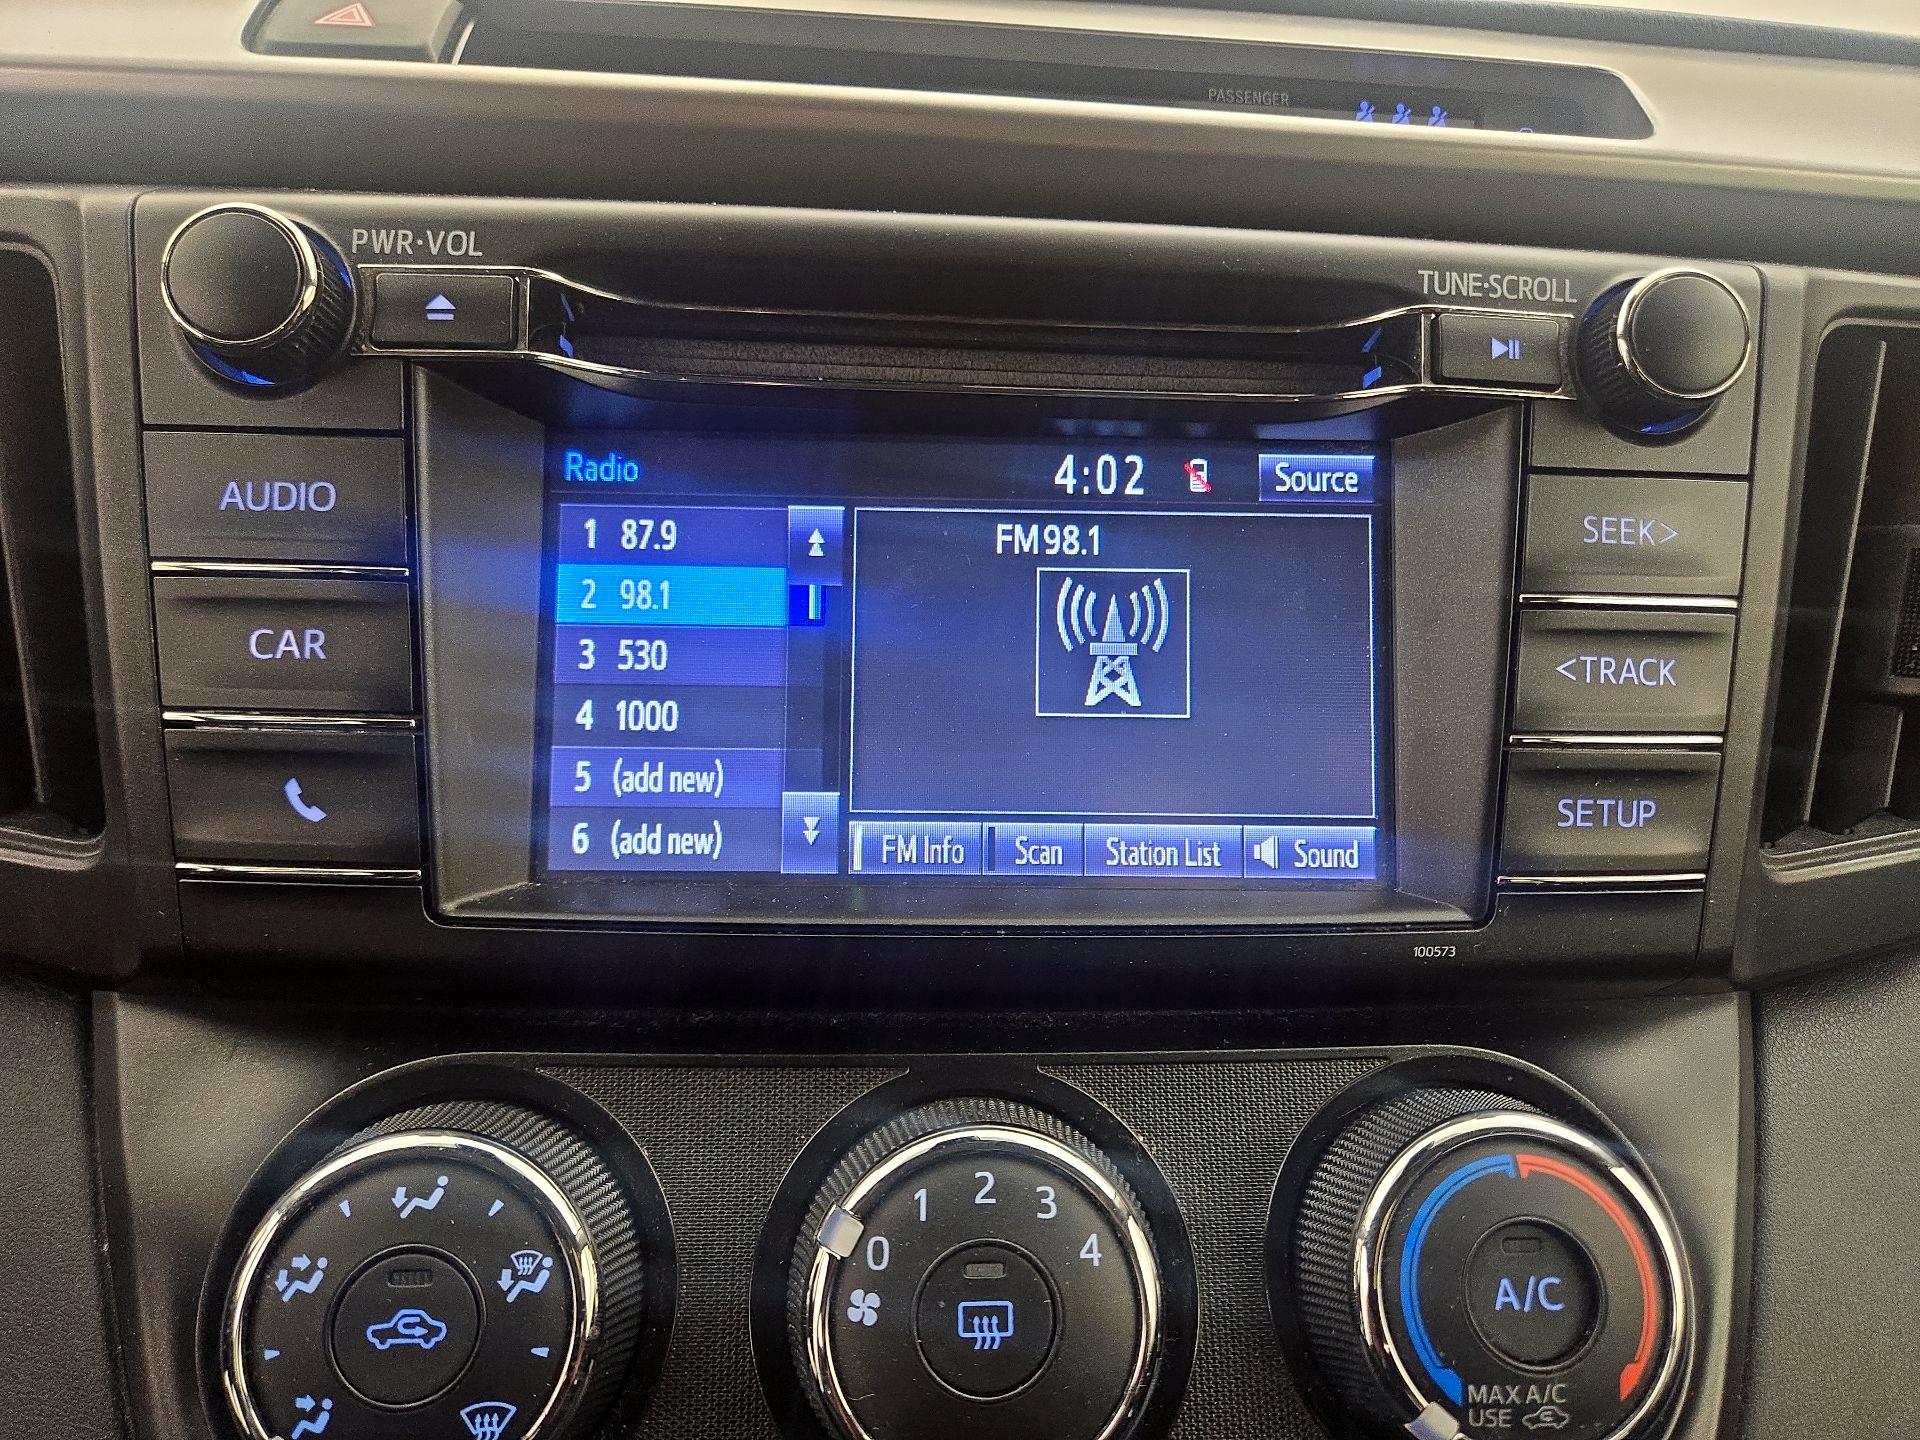 PASSENGER
PWR·VOL
TUNE·SCROLL
AUDIO
CAR
Radio
4:02
Source
1 87.9
2 98.1
3 530
4 1000
5 (add new)
6 (add new)
FM 98.1
FM Info
Scan
Station List
Sound
SEEK>
<TRACK
SETUP
100573
0 1 2 3 4
A/C
MAX A/C
USE